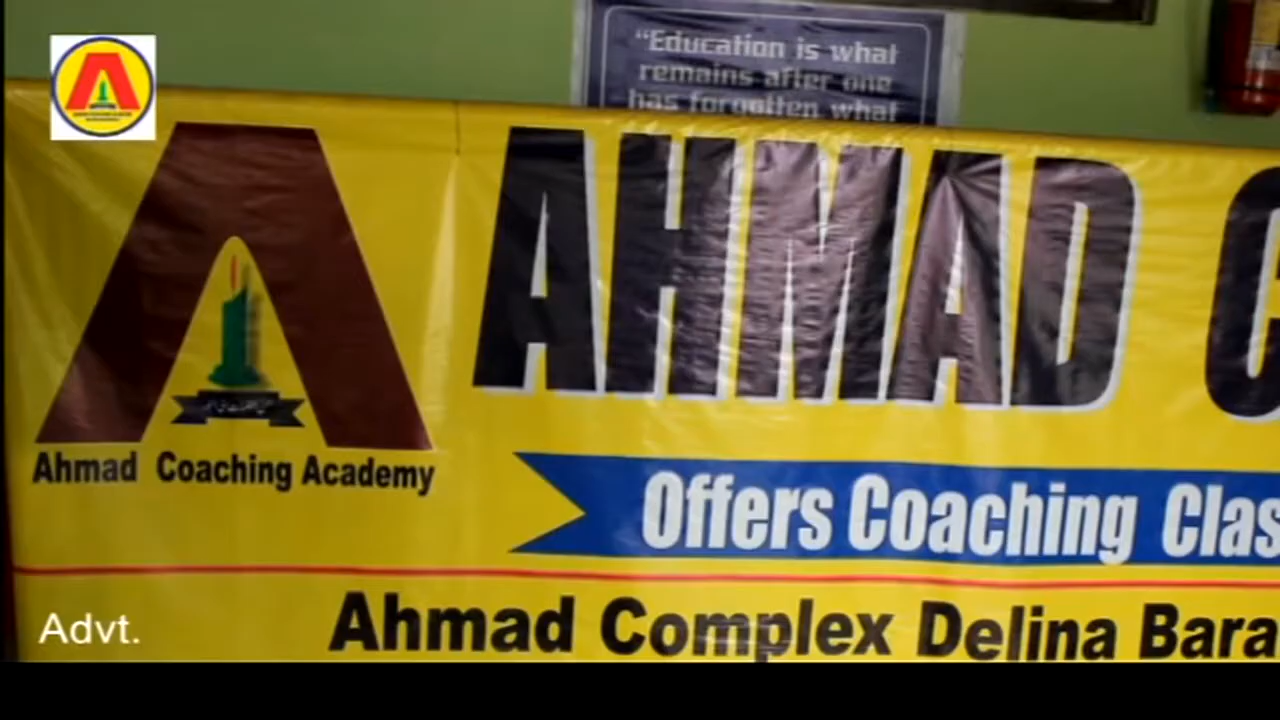 “Education is what
remains after one
has forgotten what
AHMAD C
Ahmad Coaching Academy
Offers Coaching Clas
Ahmad Complex Delina Bara
Advt.